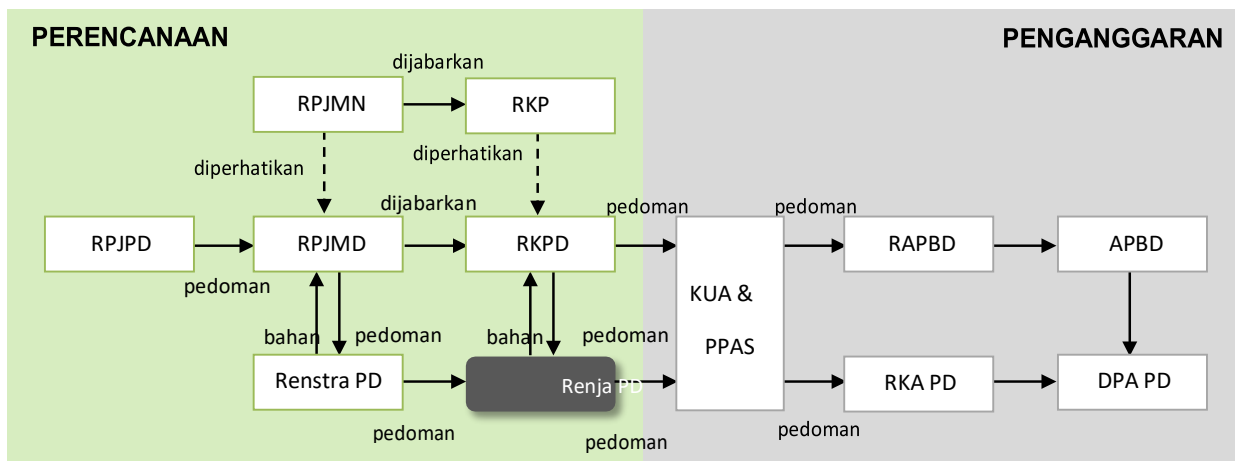 PERENCANAAN
PENGANGGARAN
dijabarkan
RPJMN
RKP
diperhatikan
diperhatikan
dijabarkan
pedoman
pedoman
RPJPD
RPJMD
RKPD
RAPBD
APBD
pedoman
KUA &
PPAS
bahan
pedoman
bahan
pedoman
Renstra PD
Renja PD
RKA PD
DPA PD
pedoman
pedoman
pedoman